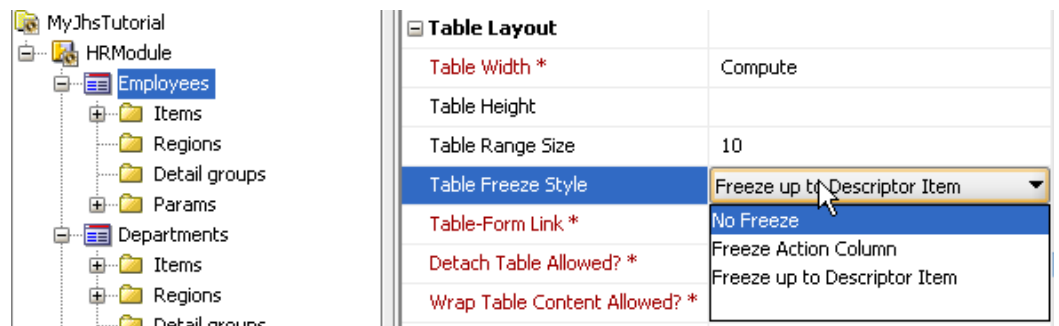 MyJhsTutorial
HRModule
Employees
Items
Regions
Detail groups
Params
Departments
Items
Regions
Detail groups
Table Layout
Table Width * Compute
Table Height
Table Range Size 10
Table Freeze Style Freeze up to Descriptor Item
No Freeze
Table-Form Link *
Freeze Action Column
Detach Table Allowed? *
Freeze up to Descriptor Item
Wrap Table Content Allowed? *